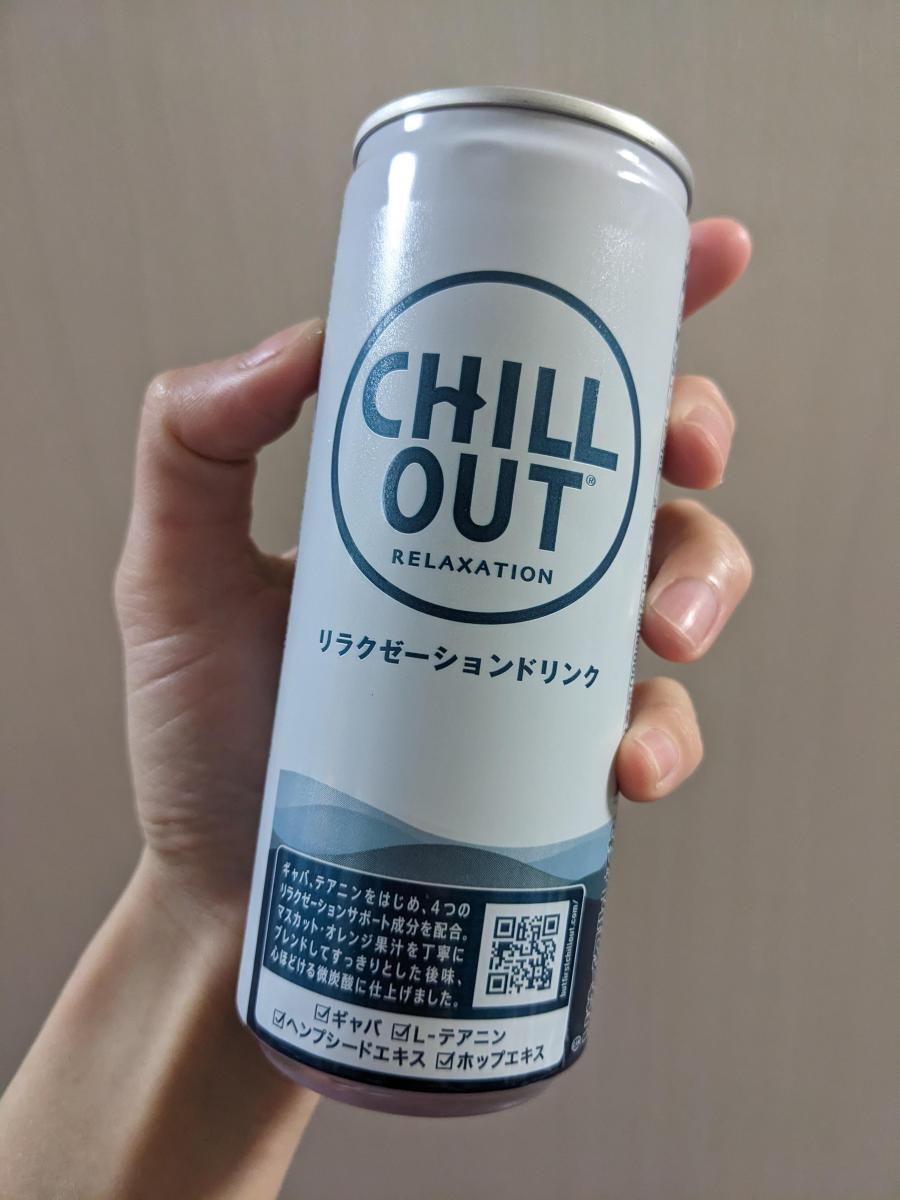 CHILL
OUT®
RELAXATION
リラクゼーションドリンク
ギャバ、テアニンをはじめ、4つの
リラクゼーションサポート成分を配合。
マスカット・オレンジ果汁を丁寧に
ブレンドしてすっきりとした後味、
心ほどける微炭酸に仕上げました。
☑ギャバ ☑L-テアニン
☑ヘンプシードエキス ☑ホップエキス